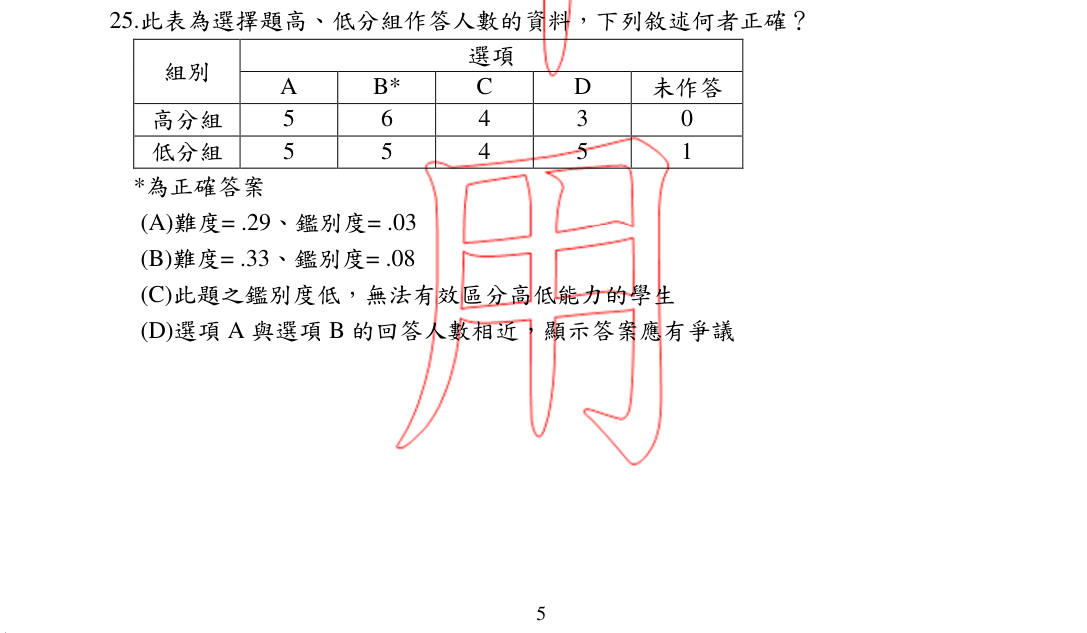 25.此表為選擇題高、低分組作答人數的資料，下列敘述何者正確？
組別 選項
A B* C D 未作答
高分組 5 6 4 3 0
低分組 5 5 4 5 1
*為正確答案
(A)難度= .29、鑑別度= .03
(B)難度= .33、鑑別度= .08
(C)此題之鑑別度低，無法有效區分高低能力的學生
(D)選項 A 與選項 B 的回答人數相近，顯示答案應有爭議
用
5